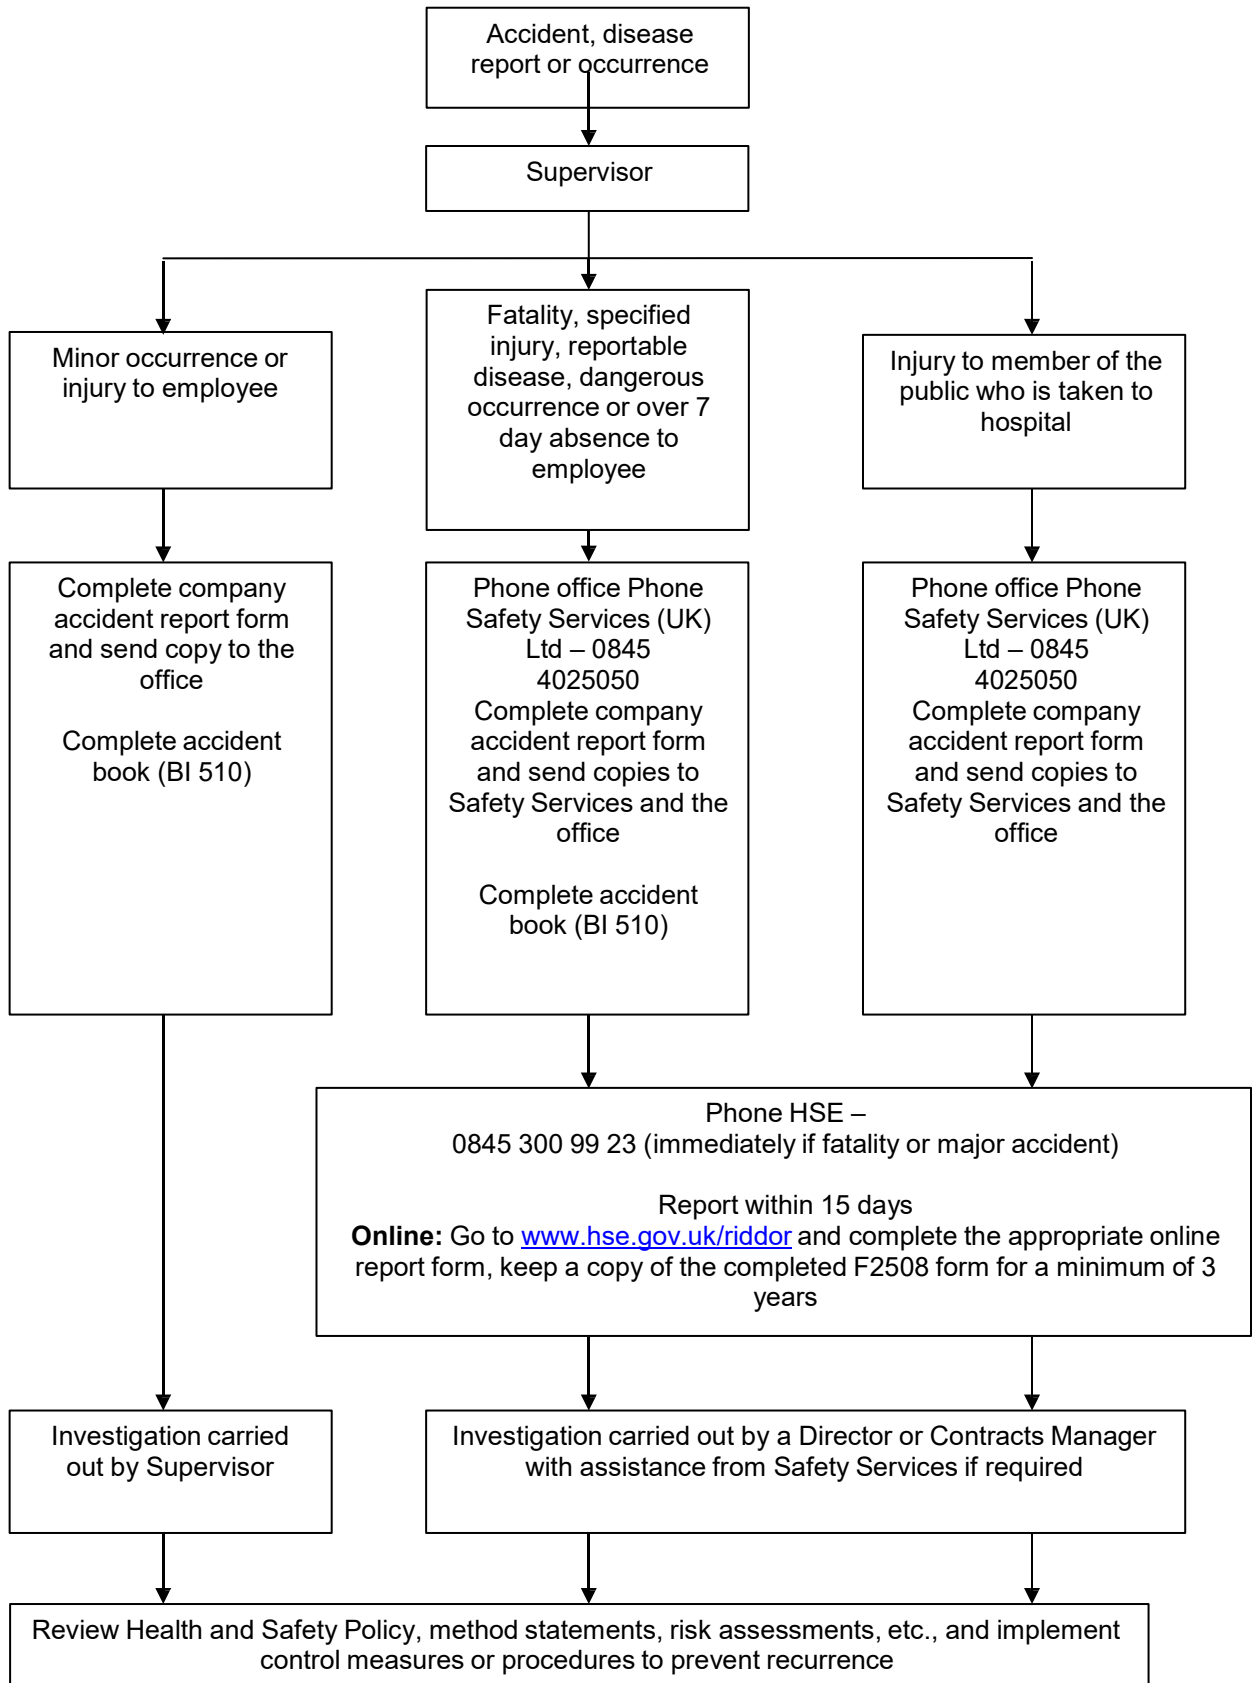 Accident, disease
report or occurrence
Supervisor
Minor occurrence or
injury to employee
Fatality, specified
injury, reportable
disease, dangerous
occurrence or over 7
day absence to
employee
Injury to member of the
public who is taken to
hospital
Complete company
accident report form
and send copy to the
office
Complete accident
book (BI 510)
Phone office Phone
Safety Services (UK)
Ltd – 0845
4025050
Complete company
accident report form
and send copies to
Safety Services and the
office
Complete accident
book (BI 510)
Phone office Phone
Safety Services (UK)
Ltd – 0845
4025050
Complete company
accident report form
and send copies to
Safety Services and the
office
Phone HSE –
0845 300 99 23 (immediately if fatality or major accident)
Report within 15 days
Online: Go to www.hse.gov.uk/riddor and complete the appropriate online
report form, keep a copy of the completed F2508 form for a minimum of 3
years
Investigation carried
out by Supervisor
Investigation carried out by a Director or Contracts Manager
with assistance from Safety Services if required
Review Health and Safety Policy, method statements, risk assessments, etc., and implement
control measures or procedures to prevent recurrence